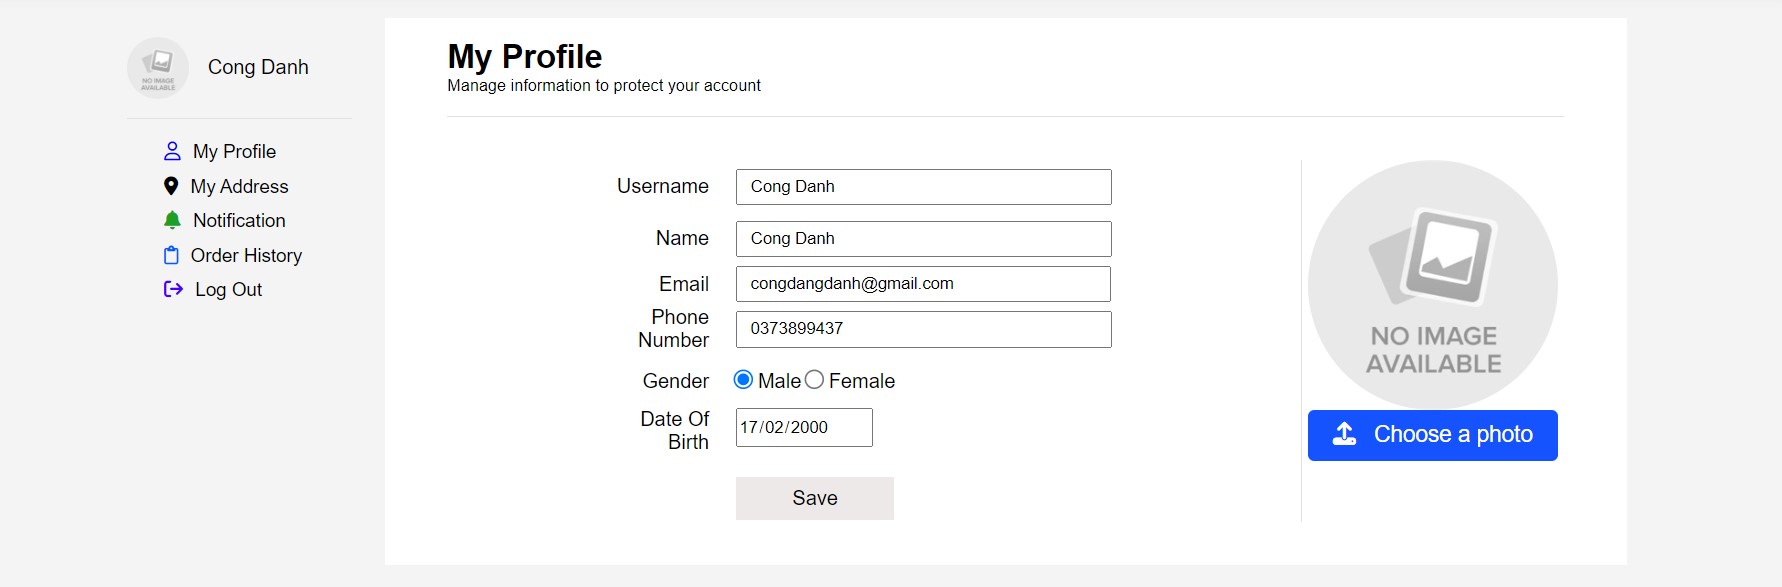 NO IMAGE
AVAILABLE
Cong Danh
My Profile
My Address
Notification
Order History
Log Out
My Profile
Manage information to protect your account
Username
Cong Danh
Name
Cong Danh
Email
congdangdanh@gmail.com
Phone
Number
0373899437
Gender
Male Female
Date Of
Birth
17/02/2000
Save
NO IMAGE
AVAILABLE
Choose a photo